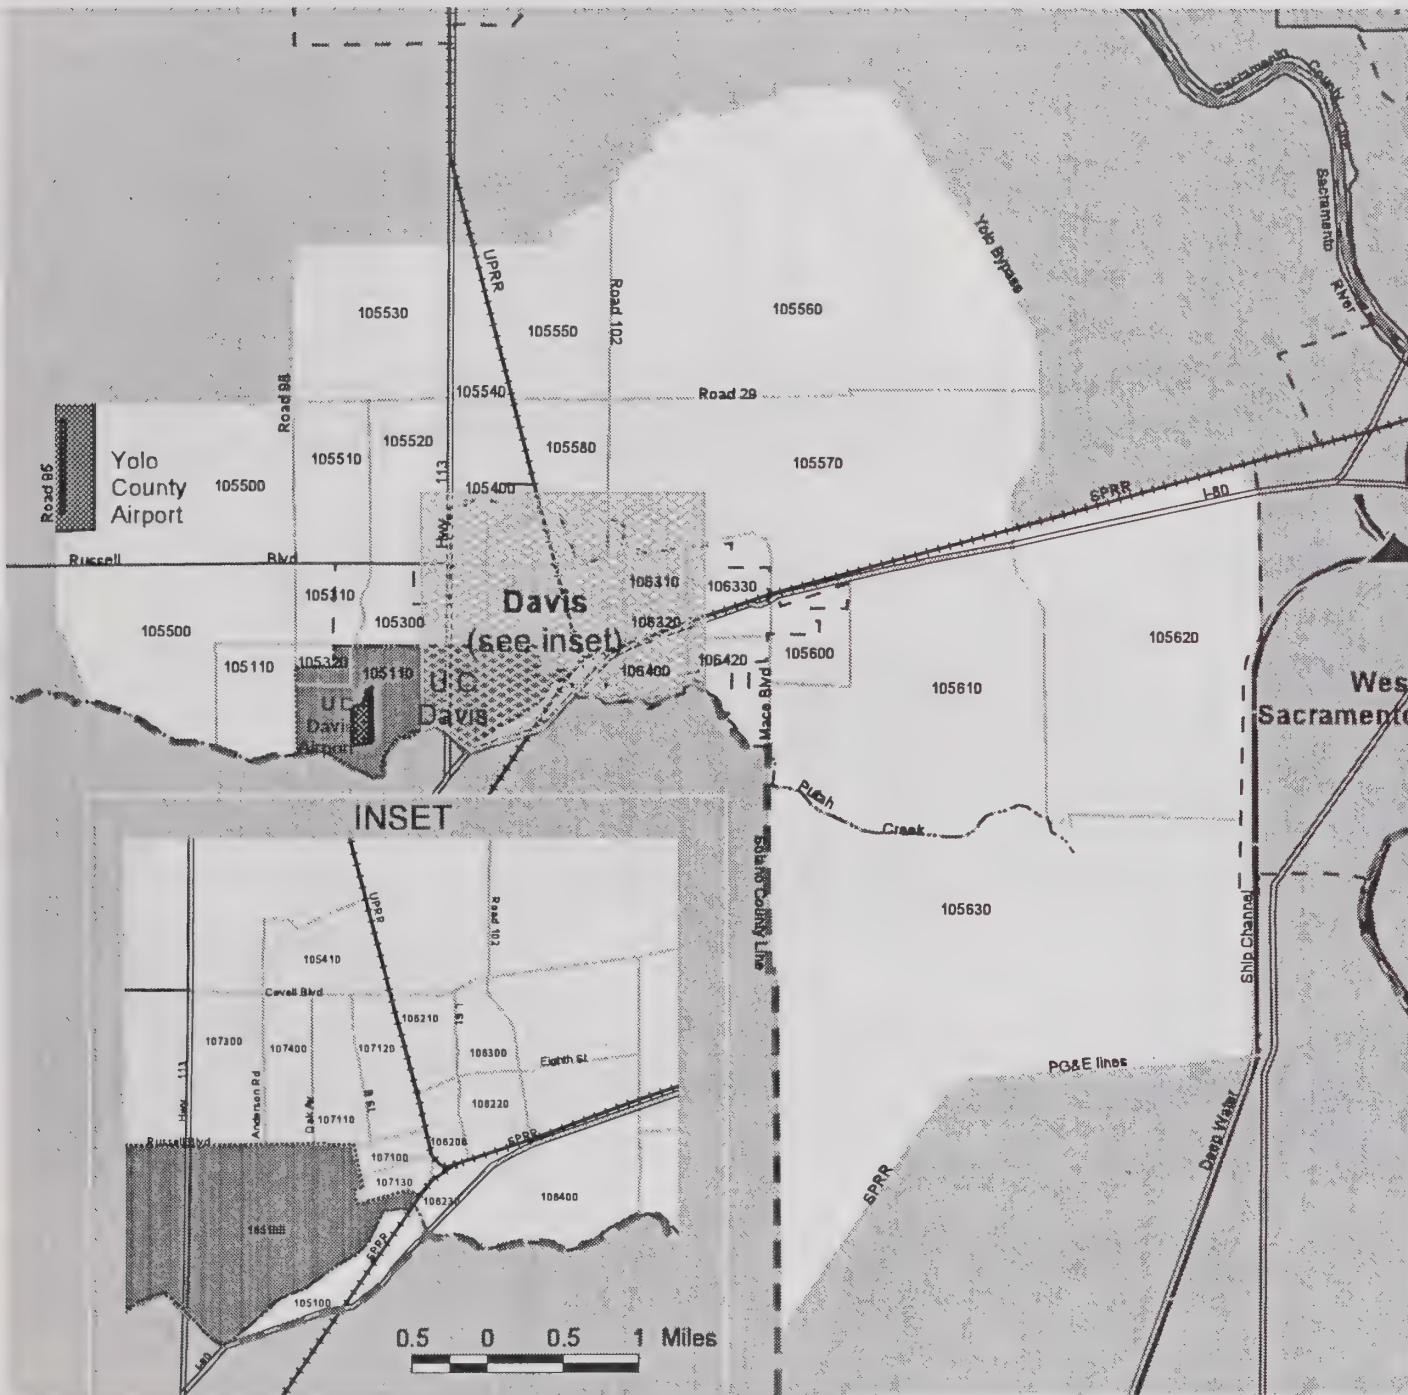 Sacramento
County Line
Sacramento
River
Yolo Bypass
UPRR
Road 102
105530
105550
105560
Road 98
105540
Road 29
105520
105510
105580
105570
Road 95
Yolo
County
Airport
105500
113
105400
SPRR
I-80
Hwy
Russell
Blvd
106310
106330
105310
Davis
106320
105500
105300
(see inset)
105600
105620
105110
105320
105110
106400
106420
105610
U C
Davis
U C
Davis
Airport
Mace Blvd
Wes
Sacramento
Putah
Creek
Solano County Line
105630
Ship Channel
PG&E lines
Deep Water
SPRR
INSET
UPRR
Road 102
105410
Covell Blvd
106210
L St
107300
107400
107120
106300
Eighth St
Hwy 113
Anderson Rd
Oak Av
107110
B St
106220
Russell Blvd
106200
SPRR
107100
107130
106230
106400
SPRR
105100
I-80
0.5 0 0.5 1 Miles